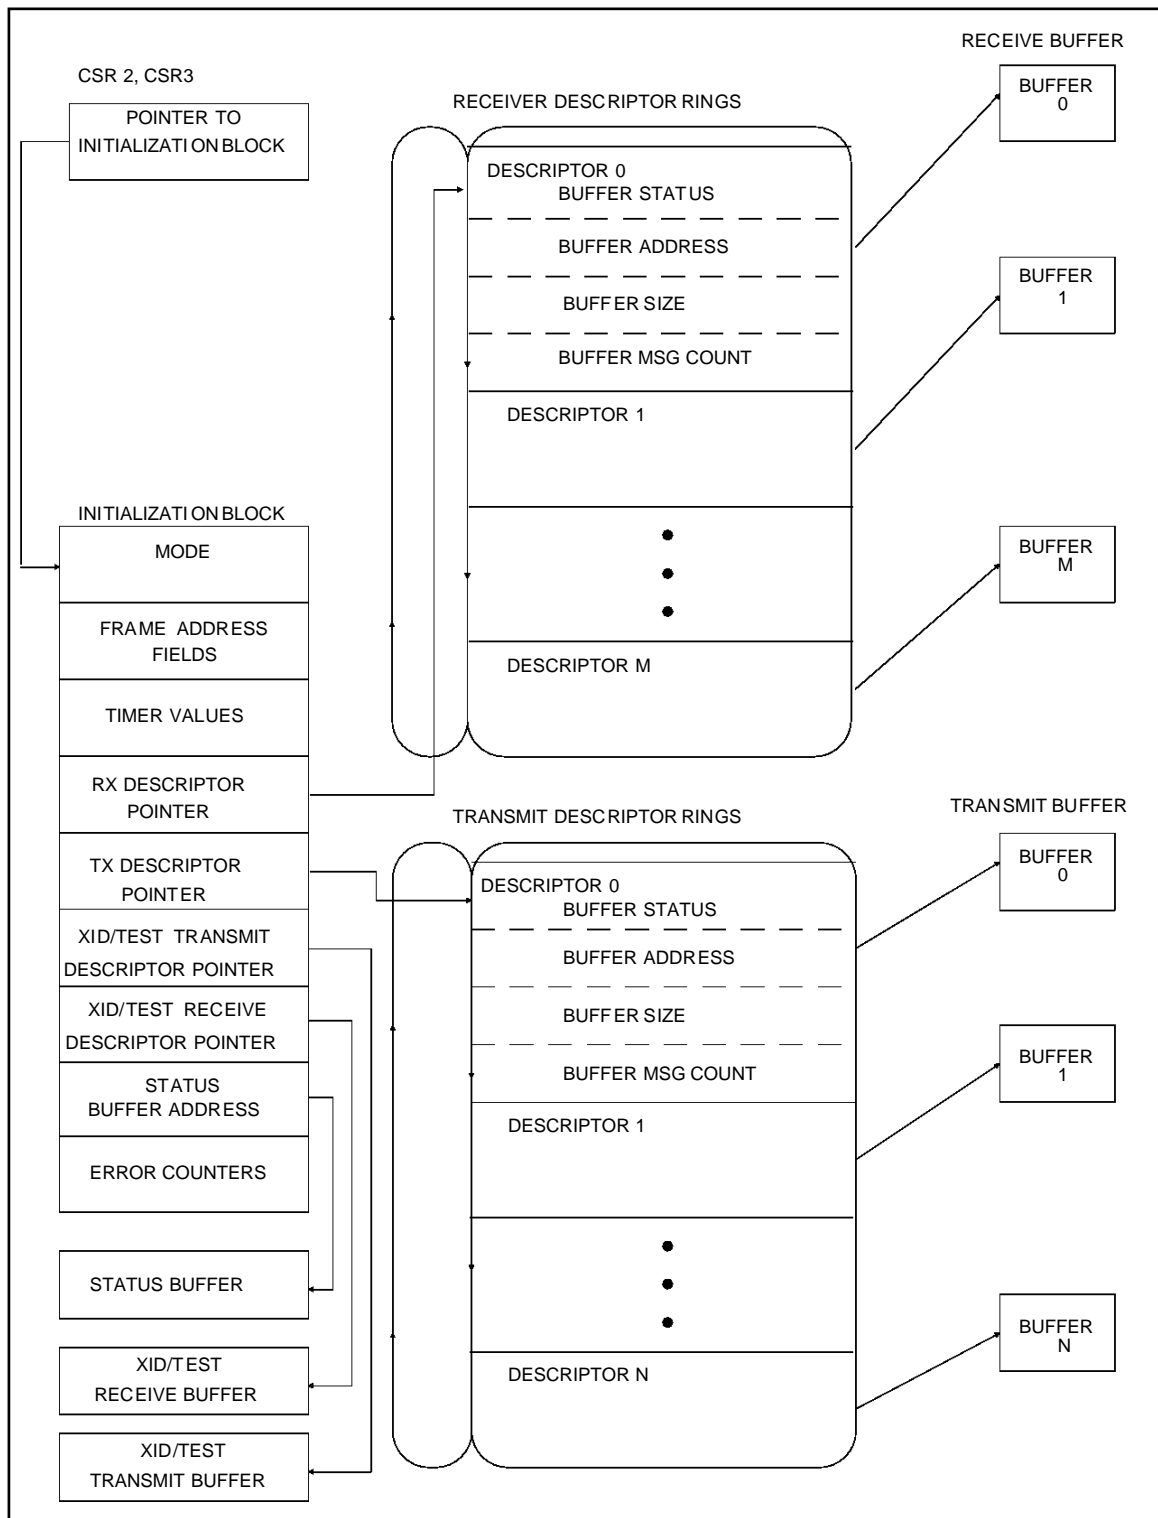 CSR 2, CSR3
POINTER TO
INITIALIZATION BLOCK
INITIALIZATION BLOCK
MODE
FRAME ADDRESS
FIELDS
TIMER VALUES
RX DESCRIPTOR
POINTER
TX DESCRIPTOR
POINTER
XID/TEST TRANSMIT
DESCRIPTOR POINTER
XID/TEST RECEIVE
DESCRIPTOR POINTER
STATUS
BUFFER ADDRESS
ERROR COUNTERS
STATUS BUFFER
XID/TEST
RECEIVE BUFFER
XID/TEST
TRANSMIT BUFFER
RECEIVER DESCRIPTOR RINGS
DESCRIPTOR 0
BUFFER STATUS
BUFFER ADDRESS
BUFFER SIZE
BUFFER MSG COUNT
DESCRIPTOR 1
DESCRIPTOR M
RECEIVE BUFFER
BUFFER
0
BUFFER
1
BUFFER
M
TRANSMIT DESCRIPTOR RINGS
DESCRIPTOR 0
BUFFER STATUS
BUFFER ADDRESS
BUFFER SIZE
BUFFER MSG COUNT
DESCRIPTOR 1
DESCRIPTOR N
TRANSMIT BUFFER
BUFFER
0
BUFFER
1
BUFFER
N